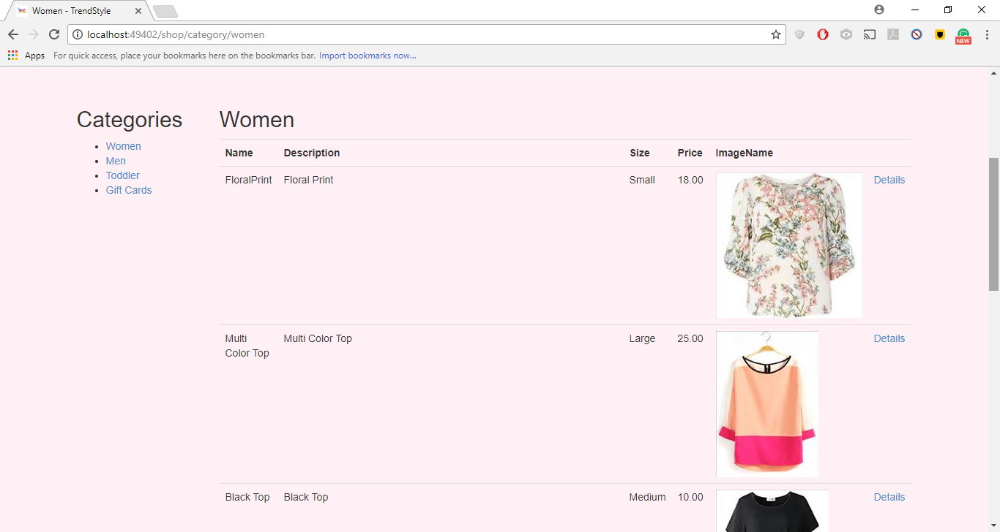 Women - TrendStyle
localhost:49402/shop/category/women
NEW
Apps For quick access, place your bookmarks here on the bookmarks bar. Import bookmarks now...
Categories
Women
Men
Toddler
Gift Cards
Women
Name Description Size Price ImageName
FloralPrint Floral Print Small 18.00 Details
Multi Color Top Multi Color Top Large 25.00 Details
Black Top Black Top Medium 10.00 Details